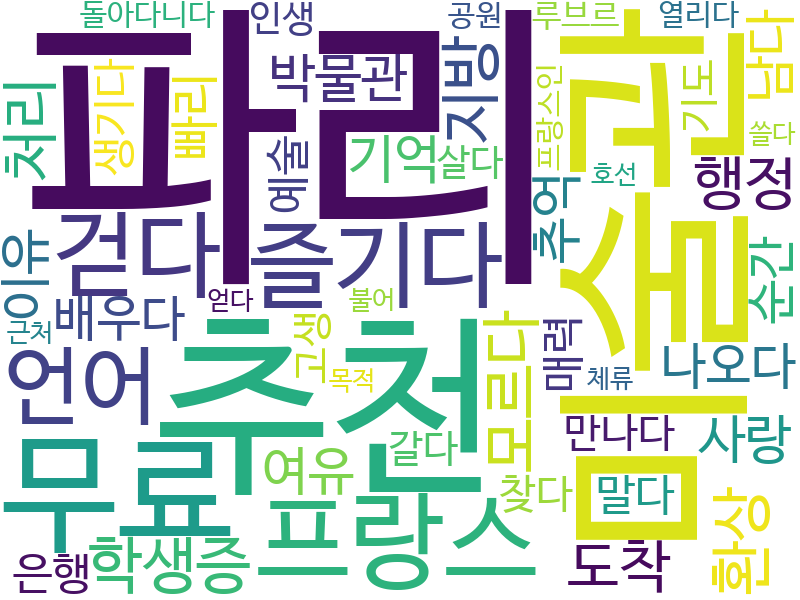 돌아다니다
인생
공원
루브르
열리다
파리
미술관
남다
처리
생기다
빠리
박물관
지방
프랑스인
기도
쓸다
예술
기억
살다
호선
행정
추억
걷다
즐기다
이유
순간
배우다
얻다
불어
근처
고생
모르다
매력
나오다
언어
추천
목적
체류
만나다
사랑
무료
여유
갈다
찾다
말다
환상
은행
학생증
프랑스
도착